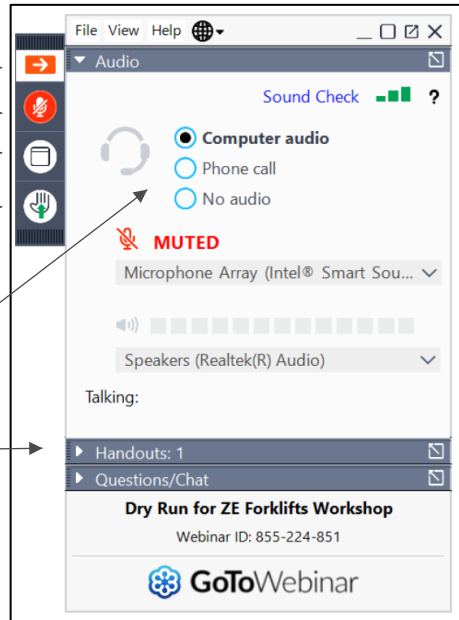 File View Help
Audio
Sound Check ?
Computer audio
Phone call
No audio
MUTED
Microphone Array (Intel® Smart Sou...
Speakers (Realtek(R) Audio)
Talking:
Handouts: 1
Questions/Chat
Dry Run for ZE Forklifts Workshop
Webinar ID: 855-224-851
GoToWebinar